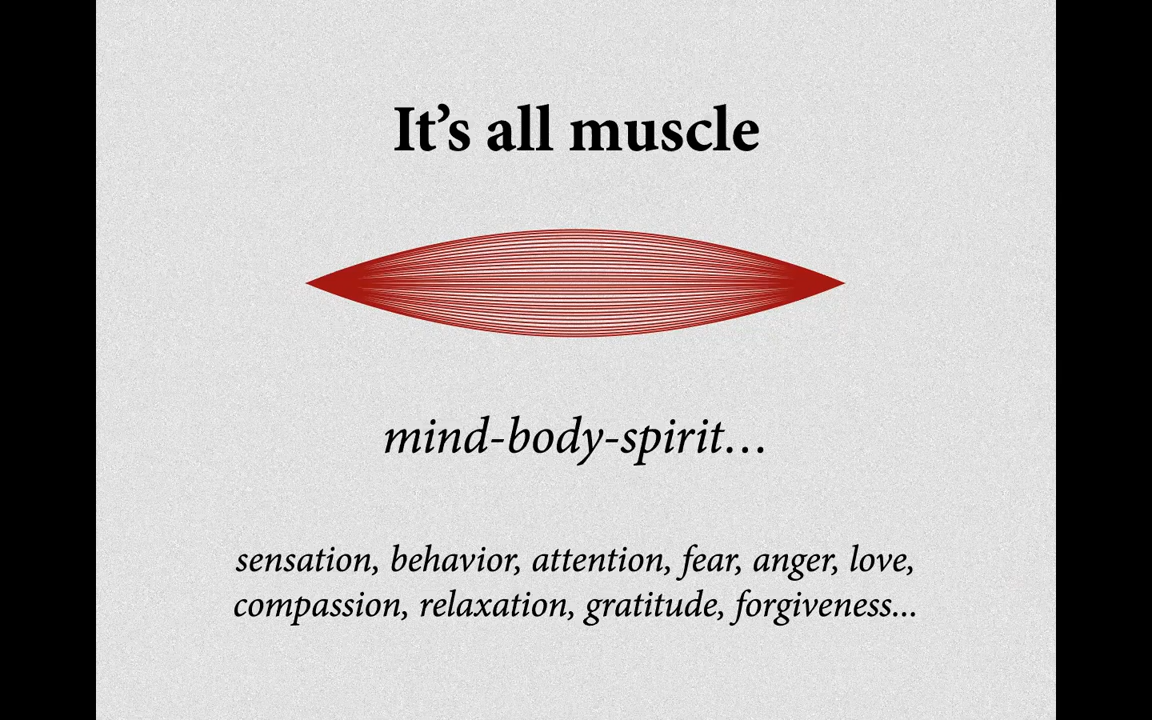 It’s all muscle
mind-body-spirit…
sensation, behavior, attention, fear, anger, love,
compassion, relaxation, gratitude, forgiveness...